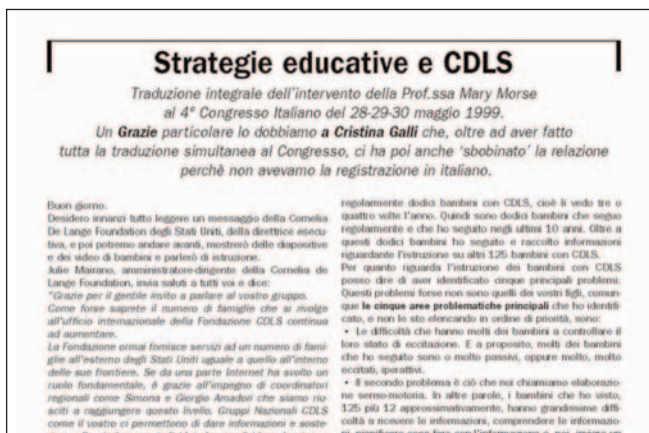 Strategie educative e CDLS
Traduzione integrale dell'intervento della Prof.ssa Mary Morse
al 4° Congresso Italiano del 28-29-30 maggio 1999.
Un Grazie particolare lo dobbiamo a Cristina Galli che, oltre ad aver fatto
tutta la traduzione simultanea al Congresso, ci ha poi anche 'sbobinato' la relazione
perchè non avevamo la registrazione in italiano.
Buon giorno.
Desidero innanzi tutto leggere un messaggio della Cornelia
De Lange Foundation degli Stati Uniti, della direttrice esecu-
tiva, e poi potremo andare avanti, mostrerò delle diapositive
e dei video di bambini e parlerò di istruzione.
Julie Mairano, amministratore-dirigente della Cornelia de
Lange Foundation, invia saluti a tutti voi e dice:
"Grazie per il gentile invito a parlare al vostro gruppo.
Come forse saprete il numero di famiglie che si rivolge
all'ufficio internazionale della Fondazione CDLS continua
ad aumentare.
La Fondazione ormai fornisce servizi ad un numero di fami-
glie all'esterno degli Stati Uniti uguale a quello all'interno
delle sue frontiere. Se da una parte Internet ha svolto un
ruolo fondamentale, è grazie all'impegno di coordinatori
regionali come Simona e Giorgio Amadori che siamo riu-
sciti a raggiungere questo livello. Gruppi Nazionali CDLS
come il vostro ci permettono di dare informazioni e soste-
regolarmente dodici bambini con CDLS, cioè li vedo tre o
quattro volte l'anno. Quindi sono dodici bambini che seguo
regolarmente e che ho seguito negli ultimi 10 anni. Oltre a
questi dodici bambini ho seguito e raccolto informazioni
riguardante l'istruzione su altri 125 bambini con CDLS.
Per quanto riguarda l'istruzione dei bambini con CDLS
posso dire di aver identificato cinque principali problemi.
Questi problemi forse non sono quelli dei vostri figli, comun-
que le cinque aree problematiche principali che ho identifi-
cato, e non le sto elencando in ordine di priorità, sono:
• Le difficoltà che hanno molti dei bambini a controllare il
loro stato di eccitazione. E a proposito, molti dei bambini
che ho seguito sono o molto passivi, oppure molto, molto
eccitati, iperattivi.
• Il secondo problema è ciò che noi chiamiamo elaborazio-
ne senso-motoria. In altre parole, i bambini che ho visto,
125 più 12 approssimativamente, hanno grandissime diffi-
coltà a ricevere le informazioni, comprendere le informazio-